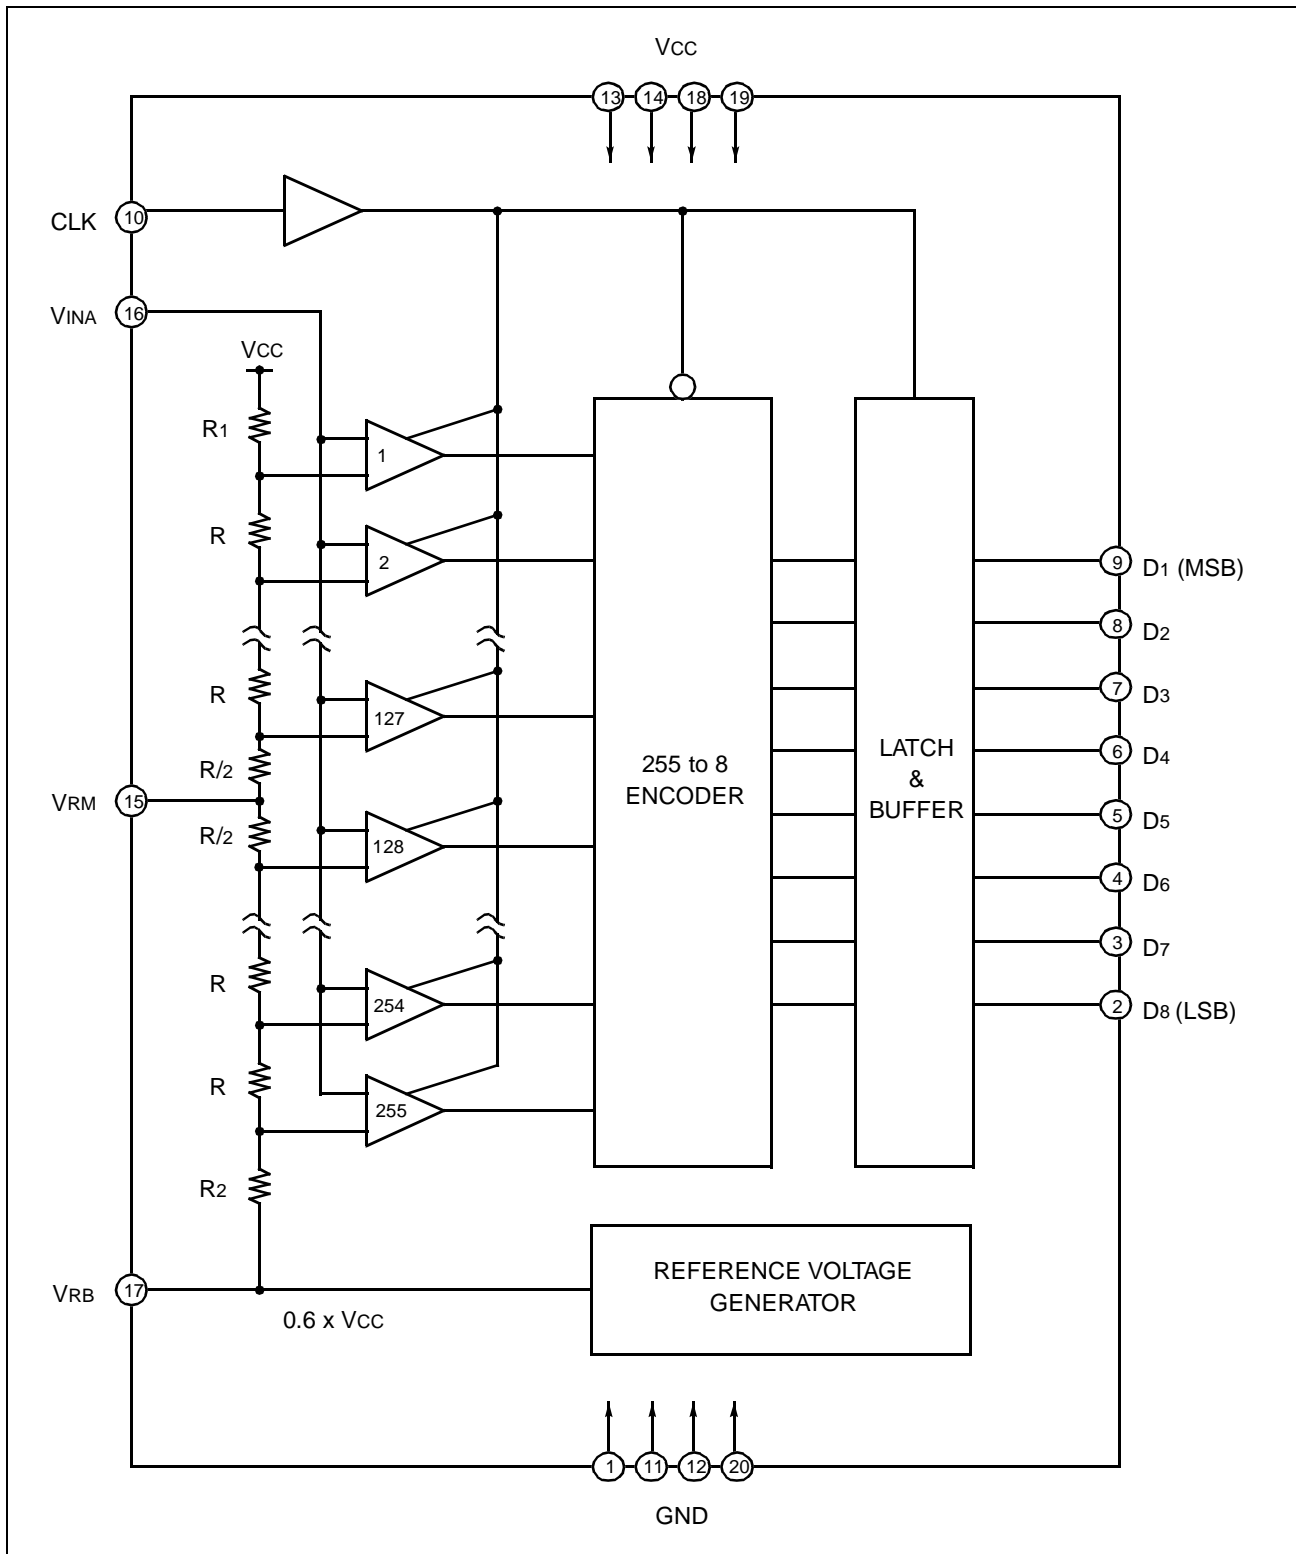 VCC
13 14 18 19
CLK
10
VINA
16
VCC
R1
1
R
2
9
D1 (MSB)
8
D2
R
127
7
D3
R/2
255 to 8
ENCODER
LATCH
&
BUFFER
6
D4
VRM
15
R/2
128
5
D5
4
D6
3
D7
R
254
2
D8 (LSB)
R
255
R2
VRB
17
0.6 x VCC
REFERENCE VOLTAGE
GENERATOR
1 11 12 20
GND